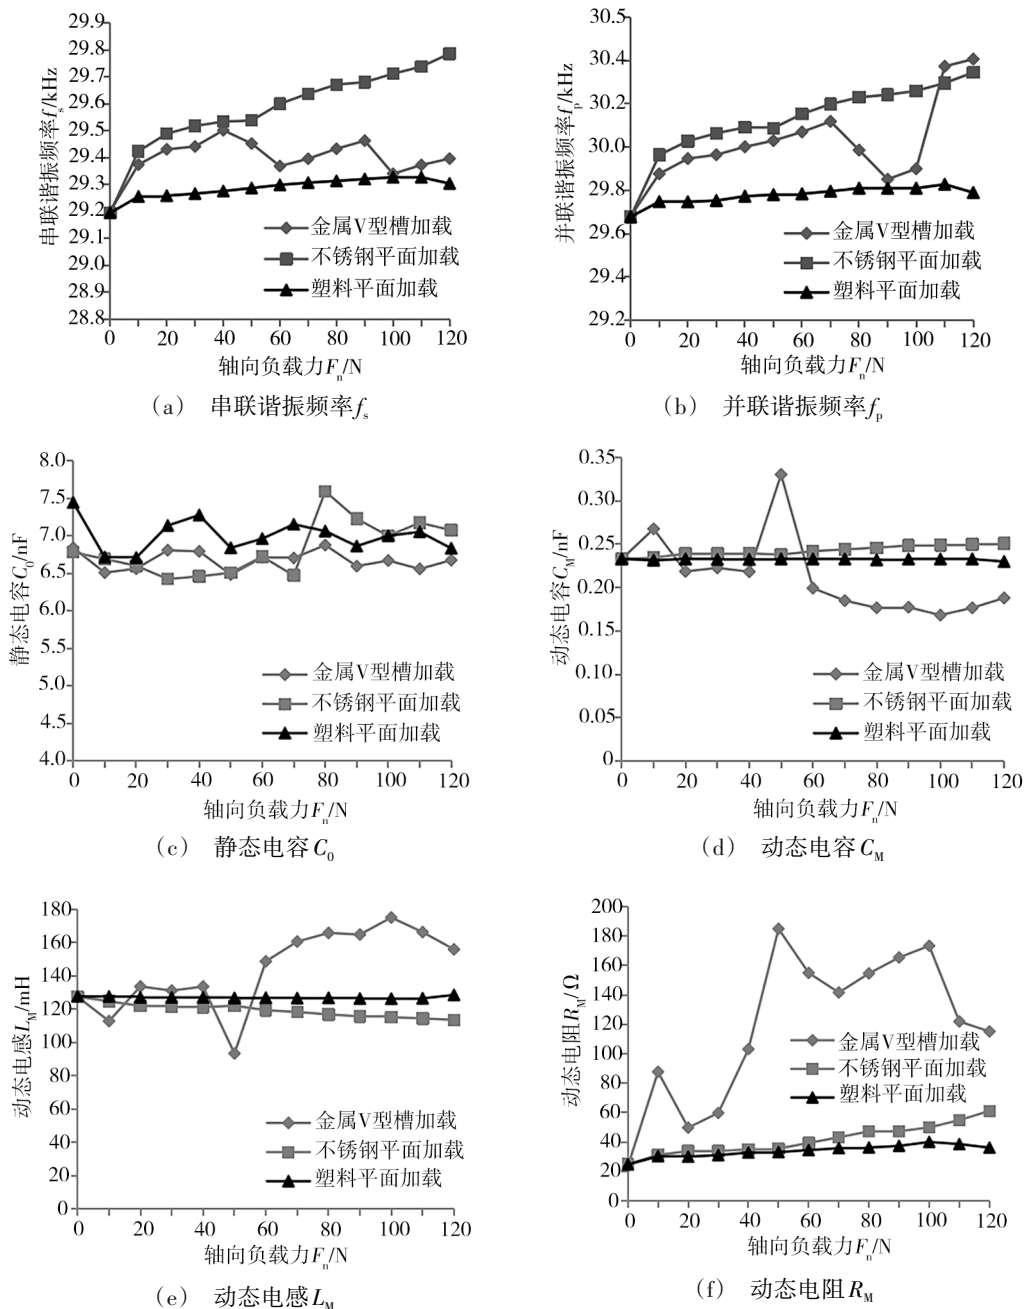 29.9
29.8
29.7
29.6
29.5
29.4
29.3
29.2
29.1
29.0
28.9
28.8
串联谐振频率fs/kHz
金属V型槽加载
不锈钢平面加载
塑料平面加载
0 20 40 60 80 100 120
轴向负载力Fn/N
(a) 串联谐振频率fs
30.5
30.4
30.2
30.0
29.8
29.6
29.4
29.2
并联谐振频率fp/kHz
金属V型槽加载
不锈钢平面加载
塑料平面加载
0 20 40 60 80 100 120
轴向负载力Fn/N
(b) 并联谐振频率fp
8.0
7.5
7.0
6.5
6.0
5.5
5.0
4.5
4.0
静态电容C0/nF
金属V型槽加载
不锈钢平面加载
塑料平面加载
0 20 40 60 80 100 120
轴向负载力Fn/N
(c) 静态电容C0
0.35
0.30
0.25
0.20
0.15
0.10
0.05
0
动态电容CM/nF
金属V型槽加载
不锈钢平面加载
塑料平面加载
0 20 40 60 80 100 120
轴向负载力Fn/N
(d) 动态电容CM
180
160
140
120
100
80
60
40
20
0
动态电感LM/mH
金属V型槽加载
不锈钢平面加载
塑料平面加载
0 20 40 60 80 100 120
轴向负载力Fn/N
(e) 动态电感LM
200
180
160
140
120
100
80
60
40
20
0
动态电阻RM/Ω
金属V型槽加载
不锈钢平面加载
塑料平面加载
0 20 40 60 80 100 120
轴向负载力Fn/N
(f) 动态电阻RM